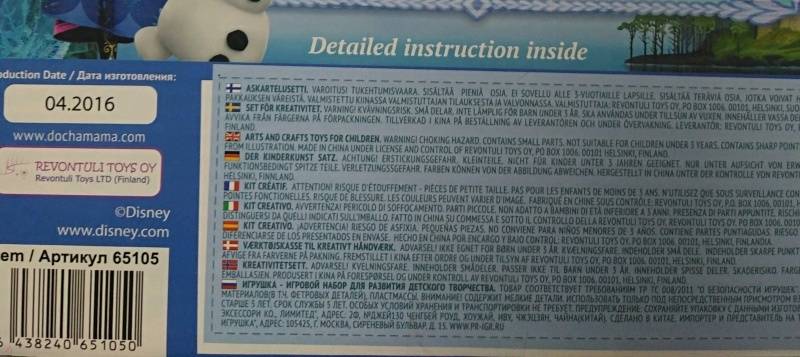 Detailed instruction inside
oduction Date / Дата изготовления:
04.2016
www.dochamama.com
REVONTULI TOYS OY
Revontuli Toys LTD (Finland)
©Disney
www.disney.com
em / Артикул 65105
6 438240 651050
ASKARTELUSETTI. VAROITUS! TUKEHTUMISVAARA. SISÄLTÄÄ PIENIÄ OSIA. EI SOVELLU ALLE 3-VUOTIAILLE LAPSILLE. SISÄLTÄÄ TERÄVIÄ OSIA, JOTKA VOIVAT
PAKKAUKSEN VÄREISTÄ. VALMISTETTU KIINASSA VALMISTUTTAJAN TILAUKSESTA JA VALVONNASSA. VALMISTUTTAJA: REVONTULI TOYS OY, PO BOX 1006, 00101, HELSINKI, SUO
SET FÖR KREATIVITET. VARNING! KVÄVNINGSRISK. SMÅ DELAR. INTE LÄMPLIG FÖR BARN UNDER 3 ÅR. SKA ANVÄNDAS UNDER TILLSYN AV VUXEN. INNEHÅLLER VASSA DE
AVVIKA FRÅN FÄRGERNA PÅ FÖRPACKNINGEN. TILLVERKAD I KINA PÅ BESTÄLLNING AV LEVERANTÖREN OCH UNDER ÖVERVAKNING. LEVERANTÖR: REVONTULI TOYS OY,
FINLAND.
ARTS AND CRAFTS TOYS FOR CHILDREN. WARNING! CHOKING HAZARD, CONTAINS SMALL PARTS. NOT SUITABLE FOR CHILDREN UNDER 3 YEARS. CONTAINS SHARP POINT
FROM ILLUSTRATION. MADE IN CHINA UNDER LICENSE AND CONTROL OF REVONTULI TOYS OY, PO BOX 1006, 00101 HELSINKI, FINLAND.
DER KINDERKUNST SATZ. ACHTUNG! ERSTICKUNGSGEFAHR, KLEINTEILE. NICHT FÜR KINDER UNTER 3 JAHREN GEEIGNET. NUR UNTER AUFSICHT VON ERW
FUNKTIONSBEDINGT SPITZE TEILE. VERLETZUNGSGEFAHR. FARBEN KÖNNEN VON DER ABBILDUNG ABWEICHEN. HERGESTELLT IN CHINA UNTER DER KONTROLLE VON
HELSINKI, FINLAND.
KIT CRÉATIF. ATTENTION! RISQUE D'ÉTOUFFEMENT - PIÈCES DE PETITE TAILLE. PAS POUR LES ENFANTS DE MOINS DE 3 ANS. N'UTILISEZ QUE SOUS SURVEILLANCE
POINTES FONCTIONELLES. RISQUE DE BLESSURE. LES COULEURS PEUVENT VARIER D'IMAGE. FABRIQUÉ EN CHINE SOUS CONTRÔLE: REVONTULI TOYS OY, PO BOX 1006,
KIT CREATIVO. AVVERTENZA! PERICOLO DI SOFFOCAMENTO. PARTI PICCOLE. NON ADATTO A BAMBINI DI ETÀ INFERIORE A 3 ANNI. PRESENZA DI PARTI APPUNTITE, RISCH
DISTINGUERSI DA QUELLI INDICATI SULL'IMBALLO. FATTO IN CINA SU COMMESSA E SOTTO IL CONTROLLO DELLA REVONTULI TOYS OY, PO BOX 1006, 00101 HELSINKI,
KIT CREATIVO. ¡ADVERTENCIA! RIESGO DE ASFIXIA. PEQUEÑAS PIEZAS. NO CONVIENE PARA NIÑOS MENORES DE 3 AÑOS. CONTIENE PARTES PUNTIAGUDAS. RIESGO
DIFERENCIARSE DE LOS PRESENTADOS EN ENVASE. HECHO EN CHINA POR ENCARGO Y BAJO CONTROL: REVONTULI TOYS OY, PO BOX 1006, 00101 HELSINKI, FINLANDIA
VÆRKTØJSKASSE TIL KREATIV HÅNDVÆRK. ADVARSEL! IKKE EGNET FOR BØRN UNDER 3 ÅR. KVÆLNINGSFARE. INDEHOLDER SMÅ DELE. INDEHOLDER SKARPE PUNKT
AFVIGE FRA FARVERNE PÅ PAKNING. FREMSTILLET I KINA EFTER ORDRE OG UNDER TILSYN AF REVONTULI TOYS OY, PO BOX 1006, 00101 HELSINKI, FINLAND.
KREATIVITETSETT. ADVARSEL! KVELNINGSFARE. INNEHOLDER SMÅDELER. PASSER IKKE TIL BARN UNDER 3 ÅR. INNEHOLDER SPISSE DELER. SKADERISIKO.
EMBALLASJEN. PRODUSERT I KINA PÅ FORESPØRSEL OG UNDER KONTROLL AV REVONTULI TOYS OY, PO BOX 1006, 00101 HELSINKI, FINLAND.
ИГРУШКА - ИГРОВОЙ НАБОР ДЛЯ РАЗВИТИЯ ДЕТСКОГО ТВОРЧЕСТВА. ТОВАР СООТВЕТСТВУЕТ ТРЕБОВАНИЯМ ТР ТС 008/2011 "О БЕЗОПАСНОСТИ ИГРУШЕК".
МАТЕРИАЛОВ(В Т.Ч. ФЕТРОВЫХ ДЕТАЛЕЙ), ПЛАСТМАССЫ. ВНИМАНИЕ! СОДЕРЖИТ МЕЛКИЕ ДЕТАЛИ. ИСПОЛЬЗОВАТЬ ТОЛЬКО ПОД НЕПОСРЕДСТВЕННЫМ ПРИСМОТРОМ
СТАРШЕ 5 ЛЕТ. СРОК СЛУЖБЫ 5 ЛЕТ. ОСОБЫХ УСЛОВИЙ ХРАНЕНИЯ И ТРАНСПОРТИРОВКИ НЕ ТРЕБУЕТ. ПРЕДУПРЕЖДЕНИЕ: СОХРАНИТЕ УПАКОВКУ С ДАННЫМИ ИЗГОТ
ЭКСЕССОРИ КО., ЛИМИТЕД", АДРЕС: 2Ф, НЙ213130 ЧЕНГБЕЙ РОУД, ХОУЖАЙ, ИВУ, ЧЖЭЦЗЯН, ЧАЙНА(КИТАЙ). СДЕЛАНО В КИТАЕ. ИМПОРТЕР И ПРЕДСТАВИТЕЛЬ НА Т
ИГРУШКА", АДРЕС: 105425, Г. МОСКВА, СИРЕНЕВЫЙ БУЛЬВАР, Д. 15. WWW.PR-IGR.RU